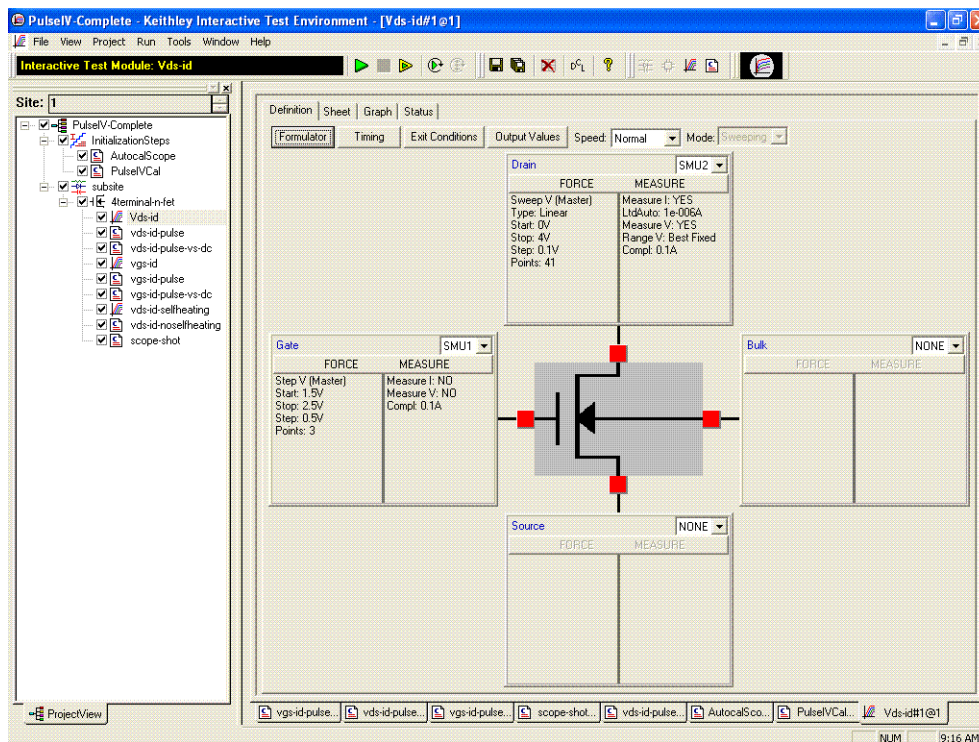 PulseIV-Complete - Keithley Interactive Test Environment - [Vds-id#1@1]
File View Project Run Tools Window Help
Interactive Test Module: Vds-id
Site: 1
PulseIV-Complete
InitializationSteps
AutocalScope
PulseIVCal
subsite
4terminal-n-fet
Vds-id
vds-id-pulse
vds-id-pulse-vs-dc
vgs-id
vgs-id-pulse
vgs-id-pulse-vs-dc
vds-id-selfheating
vds-id-noselfheating
scope-shot
ProjectView
Definition Sheet Graph Status
Formulator Timing Exit Conditions Output Values Speed: Normal Mode: Sweeping
Drain SMU2
FORCE MEASURE
Sweep V (Master) Measure I: YES
Type: Linear LtdAuto: 1e-006A
Start: 0V Measure V: YES
Stop: 4V Range V: Best Fixed
Step: 0.1V Compl: 0.1A
Points: 41
Gate SMU1
FORCE MEASURE
Step V (Master) Measure I: NO
Start: 1.5V Measure V: NO
Stop: 2.5V Compl: 0.1A
Step: 0.5V
Points: 3
Bulk NONE
FORCE MEASURE
Source NONE
FORCE MEASURE
vgs-id-pulse... vds-id-pulse... vgs-id-pulse... scope-shot... vds-id-pulse... AutocalSco... PulseIVCal... Vds-id#1@1
NUM 9:16 AM